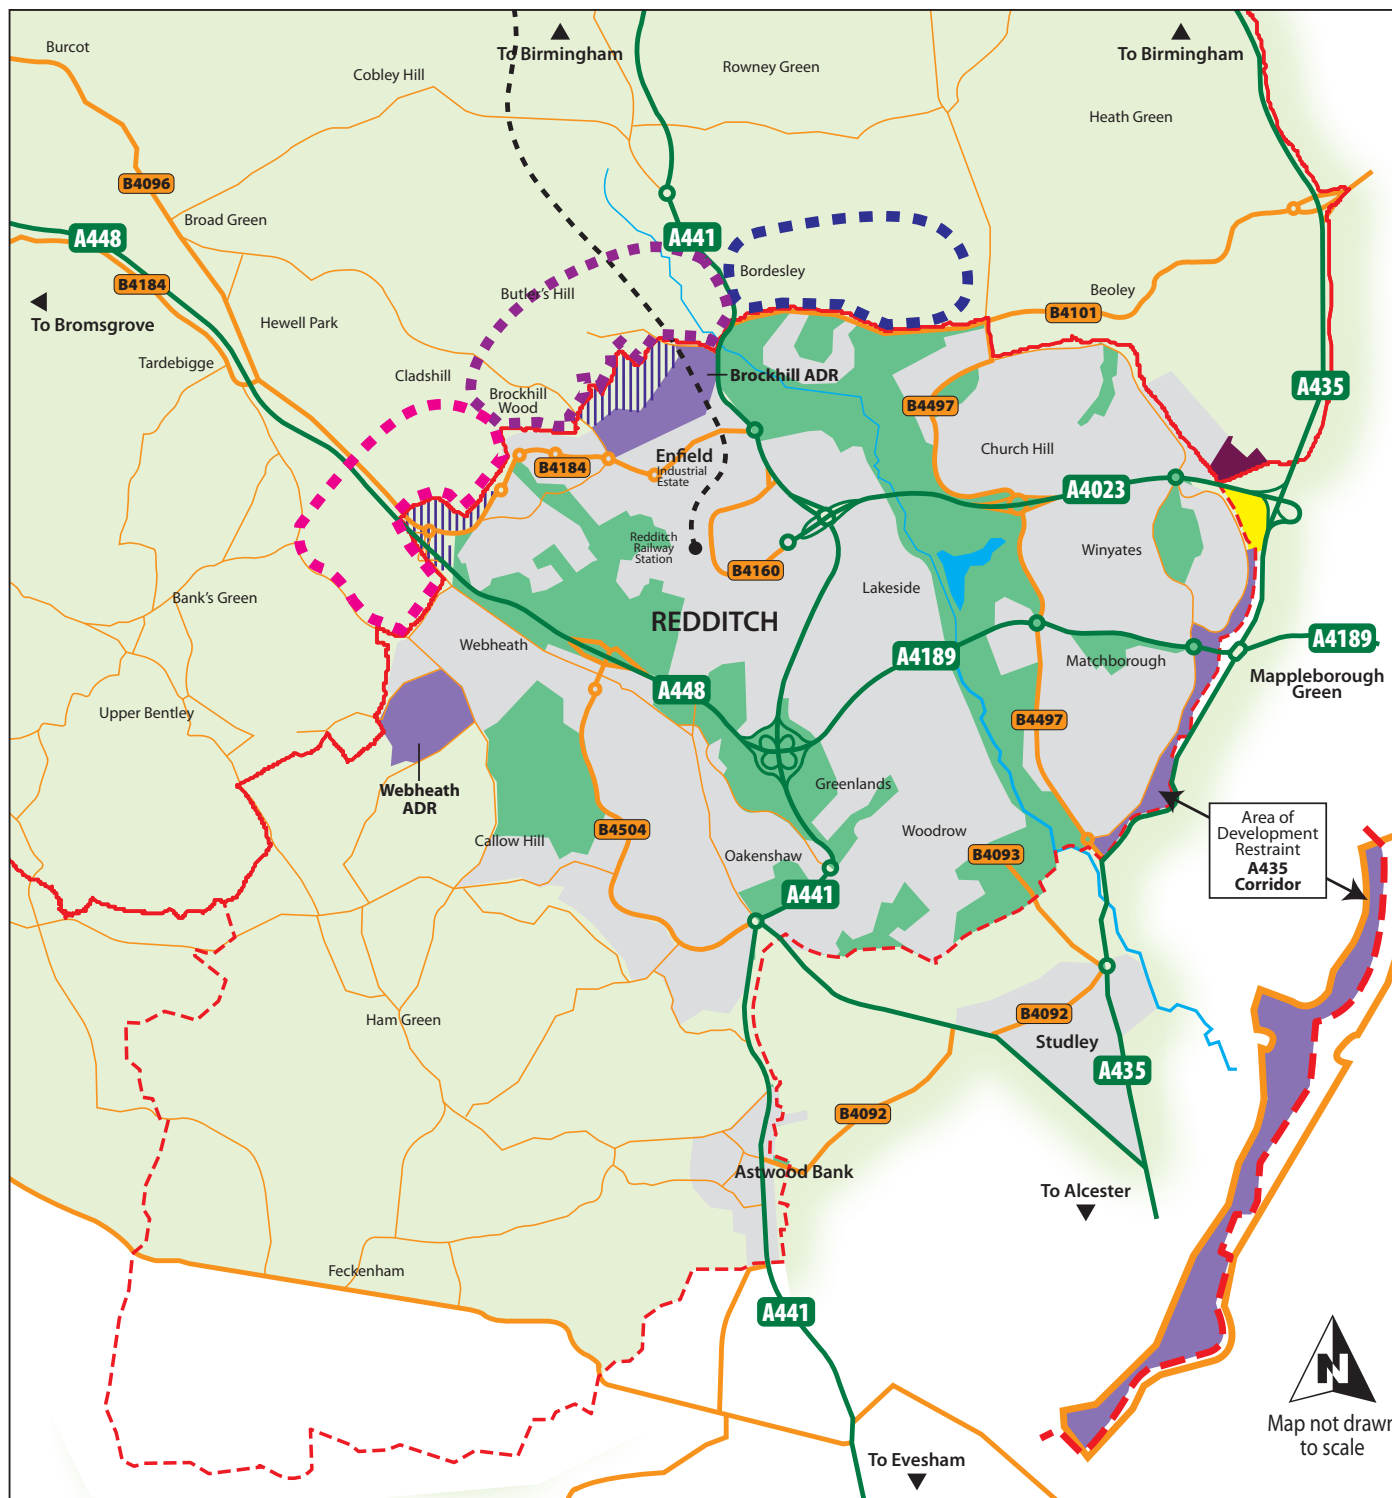 Burcot
To Birmingham
Cobley Hill
Rowney Green
To Birmingham
Heath Green
B4096
Broad Green
A448
A441
B4184
Bordesley
Butler's Hill
Beoley
To Bromsgrove
Hewell Park
B4101
Tardebigge
Cladshill
Brockhill ADR
A435
Brockhill
Wood
B4497
Church Hill
Enfield
Industrial
Estate
B4184
A4023
Redditch
Railway
Station
Winyates
B4160
Lakeside
Bank's Green
REDDITCH
Webheath
A4189
A4189
Matchborough
Mappleborough
Green
A448
Upper Bentley
B4497
Webheath
ADR
Greenlands
Area of
Development
Restraint
A435
Corridor
B4504
Callow Hill
Woodrow
Oakenshaw
B4093
A441
Ham Green
B4092
Studley
A435
B4092
Astwood Bank
To Alcester
Feckenham
A441
N
Map not drawn
to scale
To Evesham